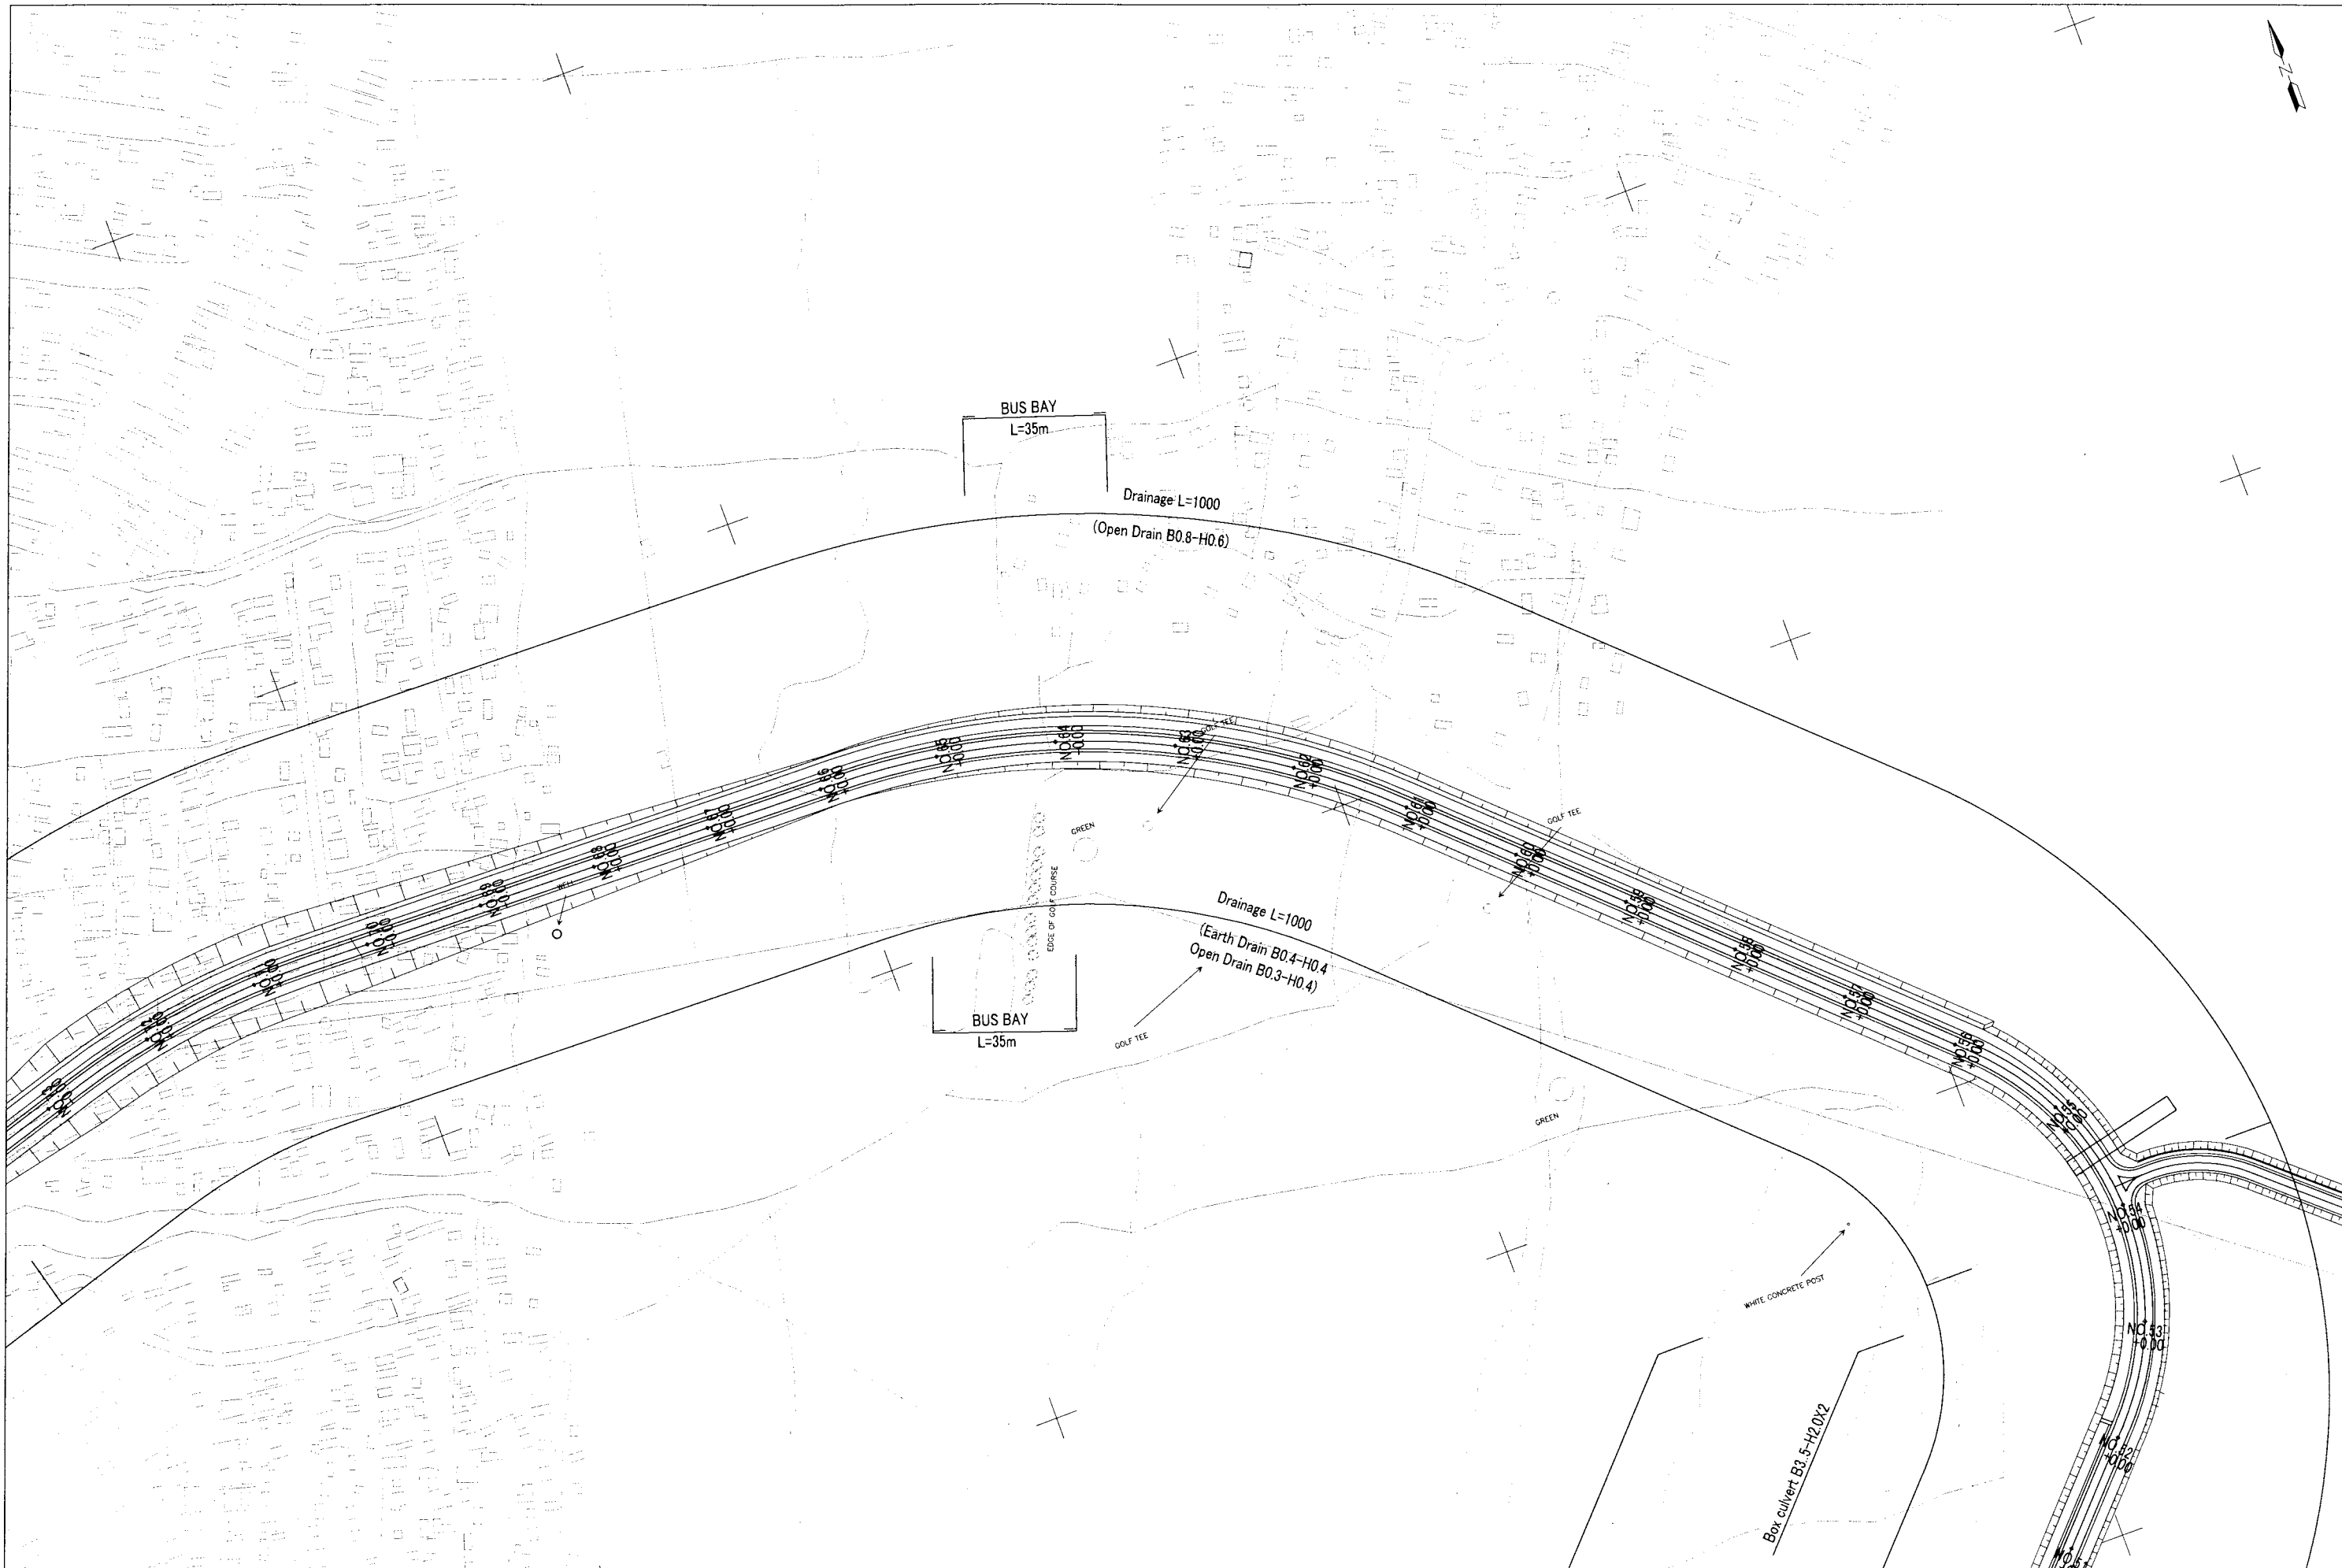 N
BUS BAY
L=35m
Drainage L=1000
(Open Drain B0.8-H0.6)
GOLF TEE
NO.65
+0.00
NO.64
+0.00
NO.63
+0.00
NO.62
+0.00
NO.66
+0.00
NO.67
+0.00
NO.61
+0.00
GOLF TEE
GREEN
NO.68
+0.00
NO.60
+0.00
WELL
NO.69
+0.00
EDGE OF GOLF COURSE
NO.59
+0.00
NO.70
+0.00
Drainage L=1000
(Earth Drain B0.4-H0.4
Open Drain B0.3-H0.4)
NO.58
+0.00
NO.71
+0.00
NO.57
+0.00
NO.72
+0.00
BUS BAY
L=35m
GOLF TEE
NO.56
+0.00
NO.73
+0.00
GREEN
NO.55
+0.00
NO.54
+0.00
WHITE CONCRETE POST
NO.53
+0.00
Box culvert B3.5-H2.0X2
NO.52
+0.00